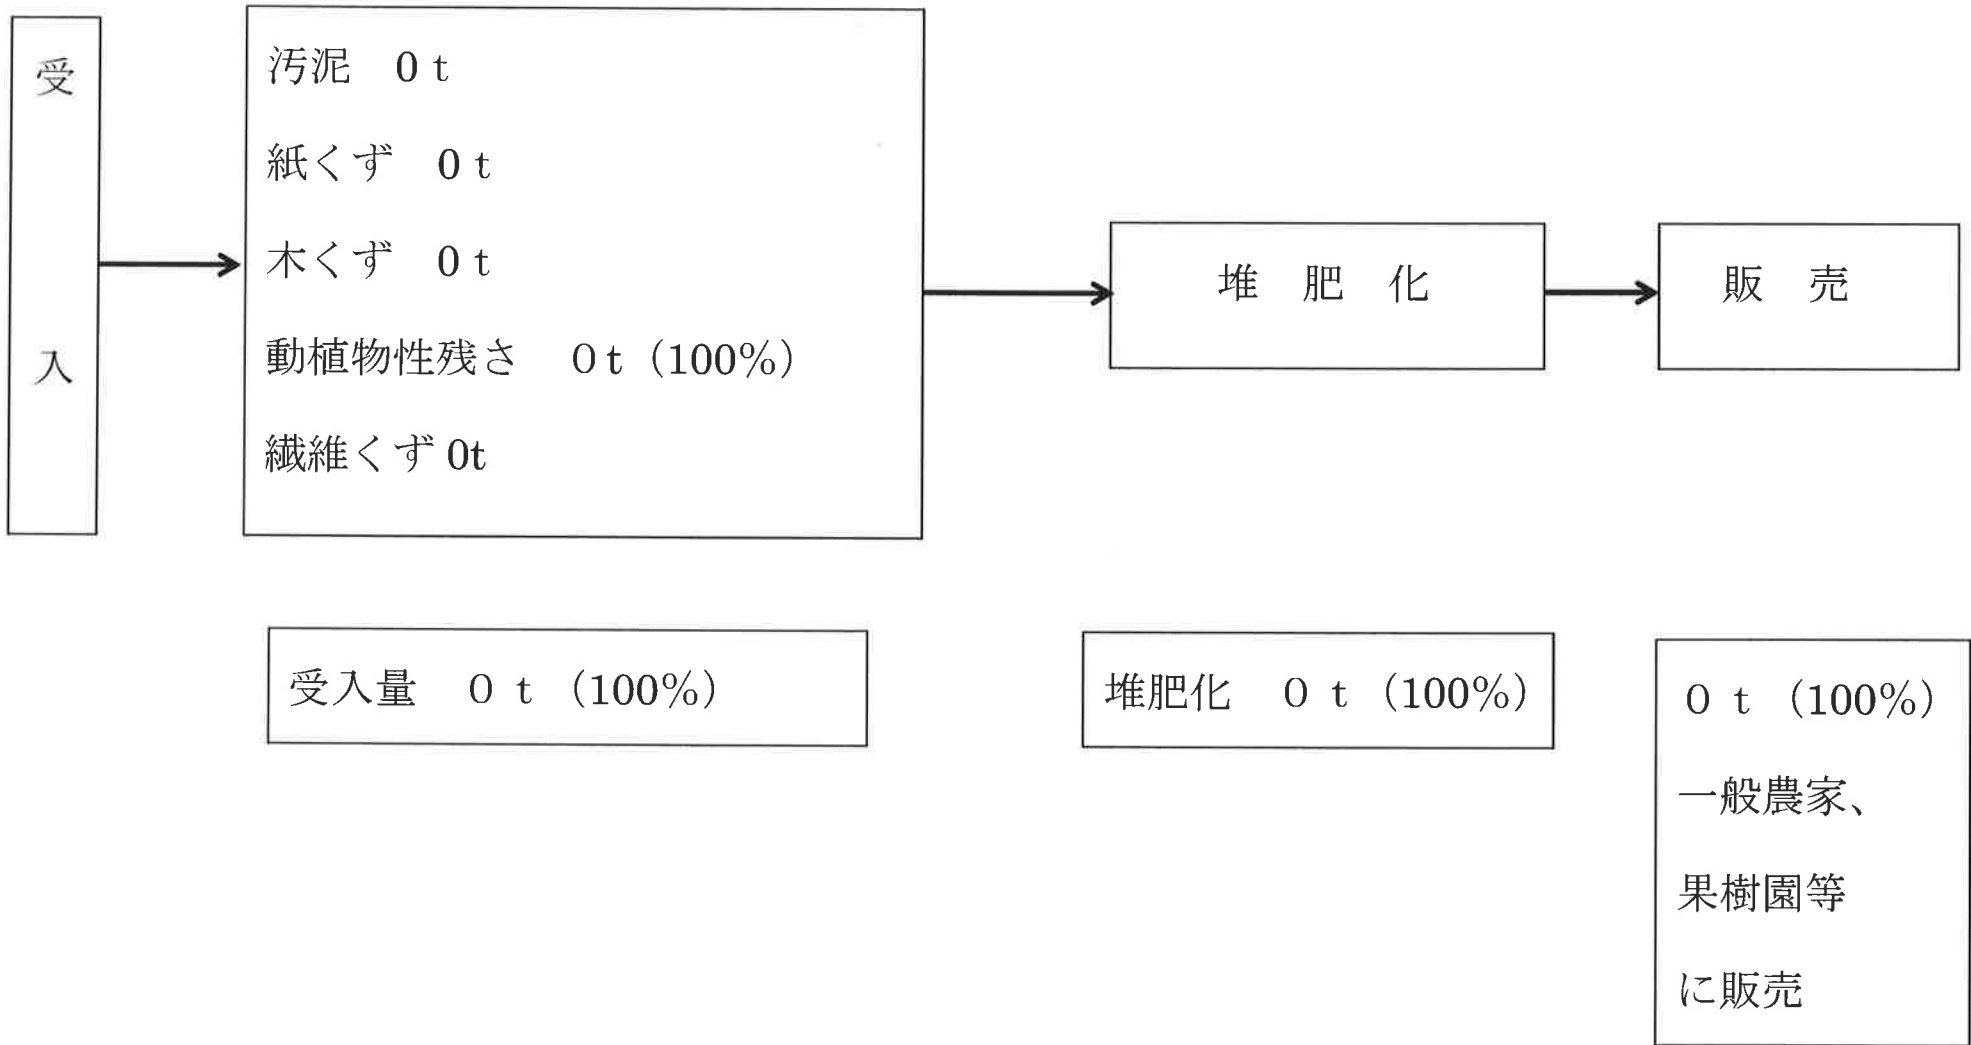 受入
汚泥　0 t
紙くず　0 t
木くず　0 t
動植物性残さ　0 t（100％）
繊維くず 0t
堆　肥　化
販　売
受入量　0 t（100％）
堆肥化　0 t（100％）
0 t（100％）
一般農家、
果樹園等
に販売